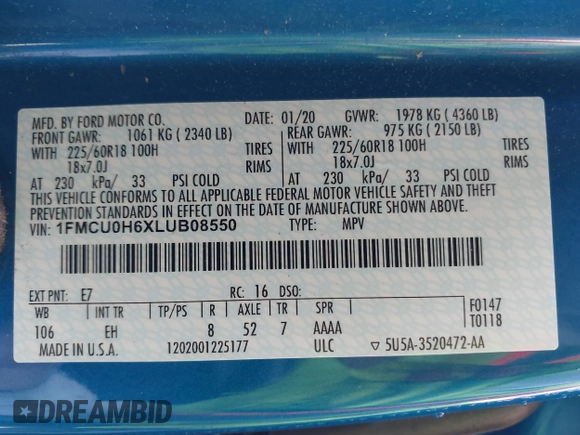 MFD. BY FORD MOTOR CO. DATE: 01/20 GVWR: 1978 KG ( 4360 LB)
FRONT GAWR: 1061 KG ( 2340 LB) REAR GAWR: 975 KG ( 2150 LB)
WITH 225/60R18 100H TIRES WITH 225/60R18 100H TIRES
18x7.0J RIMS 18x7.0J RIMS
AT 230 kPa/ 33 PSI COLD AT 230 kPa/ 33 PSI COLD
THIS VEHICLE CONFORMS TO ALL APPLICABLE FEDERAL MOTOR VEHICLE SAFETY AND THEFT
PREVENTION STANDARDS IN EFFECT ON THE DATE OF MANUFACTURE SHOWN ABOVE.
VIN: 1FMCU0H6XLUB08550 TYPE: MPV
EXT PNT: E7 RC: 16 DSO:
WB INT TR TP/PS R AXLE TR SPR F0147
106 EH 8 52 7 AAAA T0118
MADE IN U.S.A. 1202001225177 ULC ▽ 5U5A-3520472-AA
DREAMBID